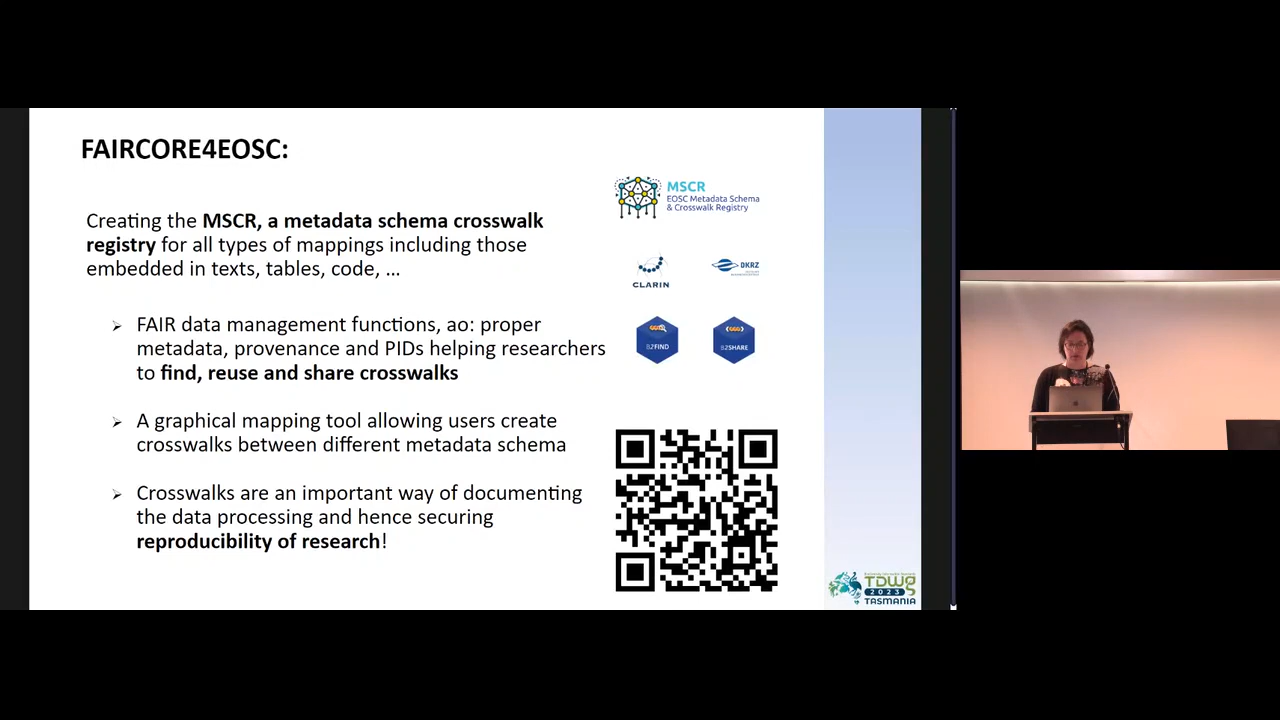 FAIRCORE4EOSC:
Creating the MSCR, a metadata schema crosswalk
registry for all types of mappings including those
embedded in texts, tables, code, ...
FAIR data management functions, ao: proper
metadata, provenance and PIDs helping researchers
to find, reuse and share crosswalks
A graphical mapping tool allowing users create
crosswalks between different metadata schema
Crosswalks are an important way of documenting
the data processing and hence securing
reproducibility of research!
MSCR
EOSC Metadata Schema
& Crosswalk Registry
CLARIN
DKRZ
B2FIND
B2SHARE
TDWG
2023
TASMANIA